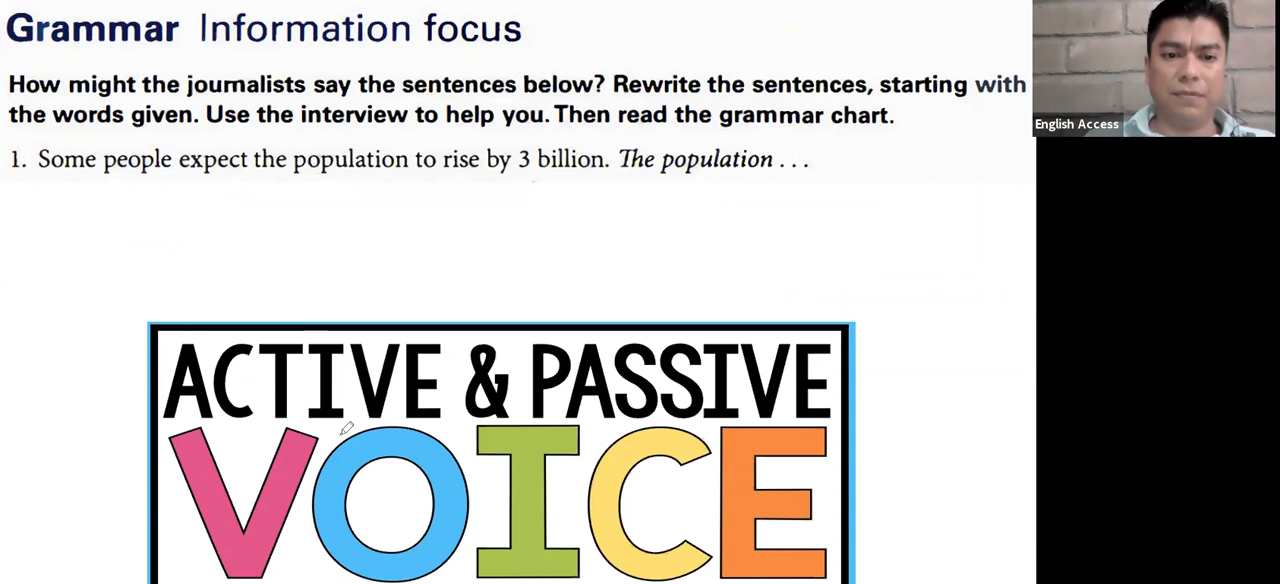 Grammar Information focus
How might the journalists say the sentences below? Rewrite the sentences, starting with
the words given. Use the interview to help you. Then read the grammar chart.
1. Some people expect the population to rise by 3 billion. The population . . .
English Access
ACTIVE & PASSIVE
VOICE